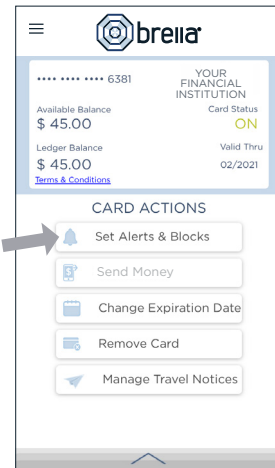 brella
•••• •••• •••• 6381
YOUR
FINANCIAL
INSTITUTION
Available Balance
Card Status
$ 45.00
ON
Ledger Balance
Valid Thru
$ 45.00
02/2021
Terms & Conditions
CARD ACTIONS
Set Alerts & Blocks
Send Money
Change Expiration Date
Remove Card
Manage Travel Notices